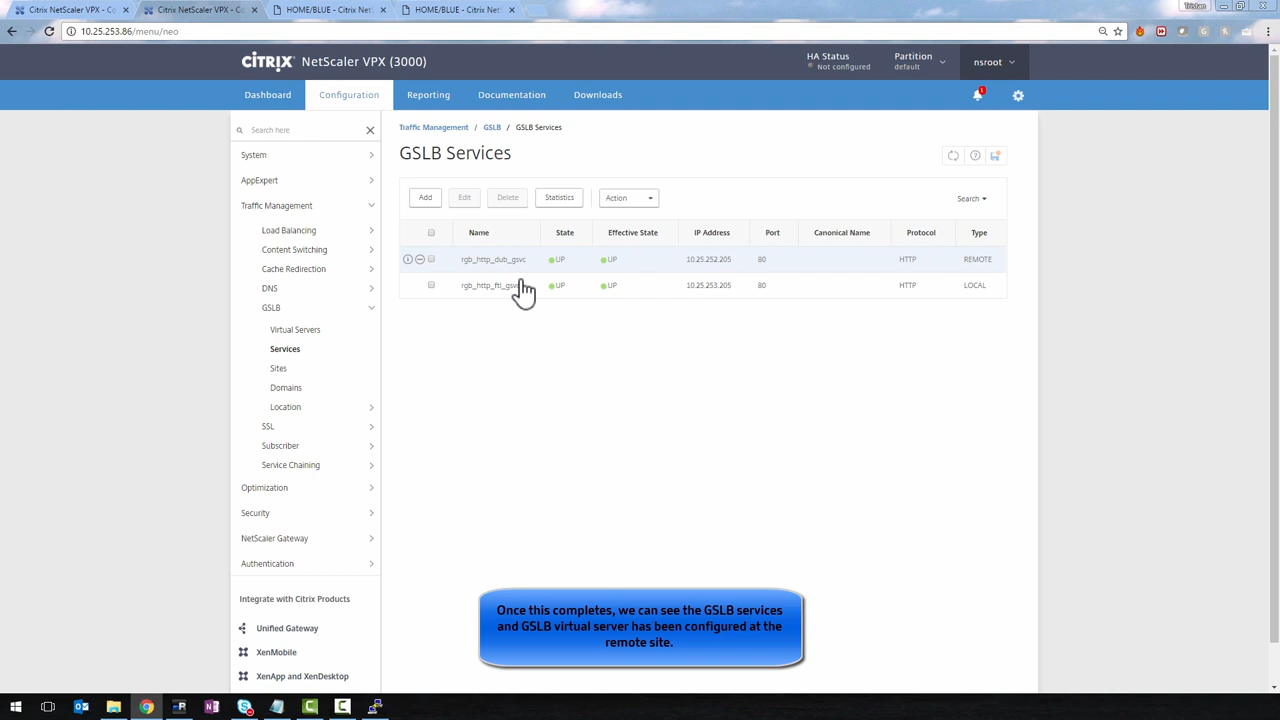 Citrix NetScaler VPX - Co
Citrix NetScaler VPX - Co
HOME/BLUE - Citrix NetSc
HOME/BLUE - Citrix NetSc
Tristan
10.25.253.86/menu/neo
CİTRIX NetScaler VPX (3000)
HA Status
Not configured
Partition
default
nsroot
Dashboard
Configuration
Reporting
Documentation
Downloads
1
Search here
System
AppExpert
Traffic Management
Load Balancing
Content Switching
Cache Redirection
DNS
GSLB
Virtual Servers
Services
Sites
Domains
Location
SSL
Subscriber
Service Chaining
Optimization
Security
NetScaler Gateway
Authentication
Integrate with Citrix Products
Unified Gateway
XenMobile
XenApp and XenDesktop
Traffic Management / GSLB / GSLB Services
GSLB Services
Add Edit Delete Statistics Action Search
Name State Effective State IP Address Port Canonical Name Protocol Type
rgb_http_dub_gsvc UP UP 10.25.252.205 80 HTTP REMOTE
rgb_http_ftl_gsvc UP UP 10.25.253.205 80 HTTP LOCAL
Once this completes, we can see the GSLB services
and GSLB virtual server has been configured at the
remote site.